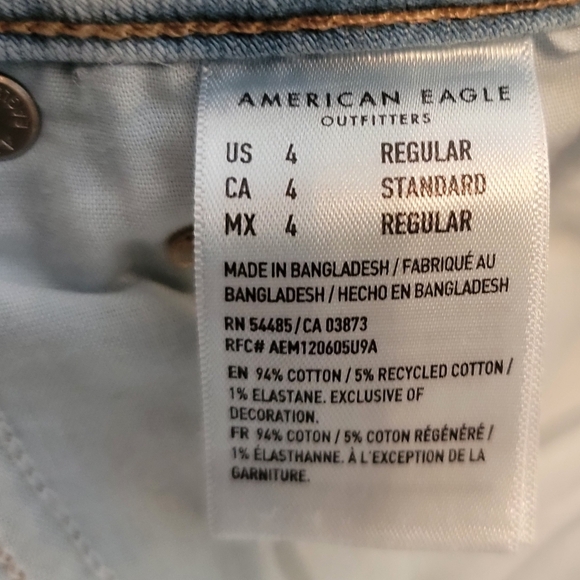 AMERICAN EAGLE
OUTFITTERS
US 4 REGULAR
CA 4 STANDARD
MX 4 REGULAR
MADE IN BANGLADESH / FABRIQUÉ AU
BANGLADESH / HECHO EN BANGLADESH
RN 54485/CA 03873
RFC# AEM120605U9A
EN 94% COTTON / 5% RECYCLED COTTON /
1% ELASTANE. EXCLUSIVE OF
DECORATION.
FR 94% COTON / 5% COTON RÉGÉNÉRÉ /
1% ÉLASTHANNE. À L'EXCEPTION DE LA
GARNITURE.